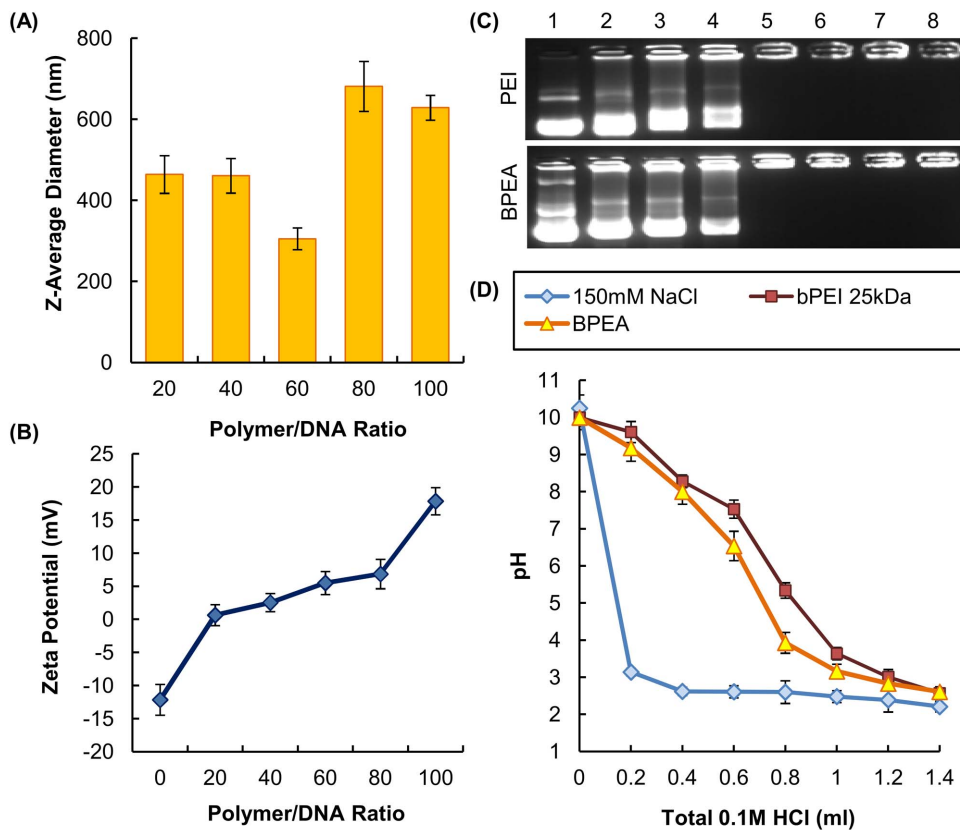 (A)
800
600
400
200
0
Z-Average Diameter (nm)
20 40 60 80 100
Polymer/DNA Ratio
(B)
20
15
10
5
0
-5
-10
-15
-20
Zeta Potential (mV)
0 20 40 60 80 100
Polymer/DNA Ratio
(C)
1 2 3 4 5 6 7 8
PEI
BPEA
(D)
150mM NaCl bPEI 25kDa
BPEA
11
10
9
8
7
6
5
4
3
2
1
pH
0 0.2 0.4 0.6 0.8 1 1.2 1.4
Total 0.1M HCl (ml)